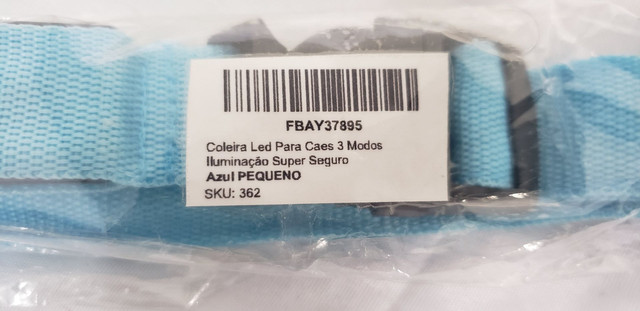 FBAY37895
Coleira Led Para Caes 3 Modos
Iluminação Super Seguro
Azul PEQUENO
SKU: 362